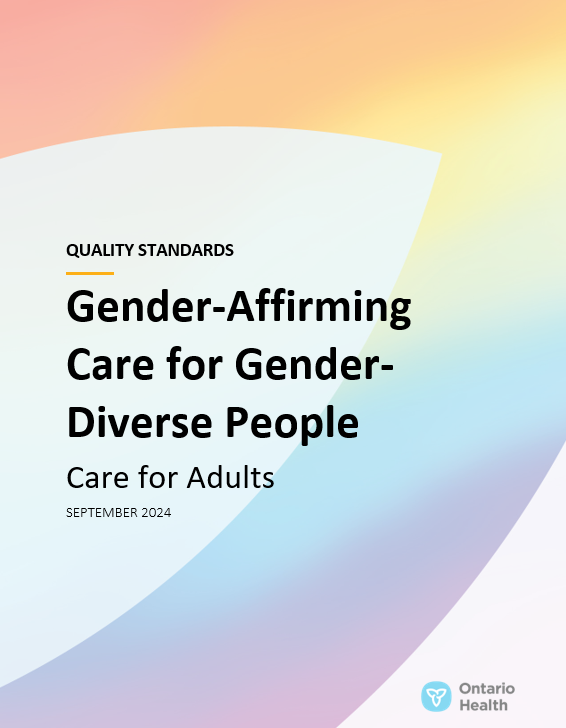 QUALITY STANDARDS
Gender-Affirming
Care for Gender-
Diverse People
Care for Adults
SEPTEMBER 2024
Ontario
Health